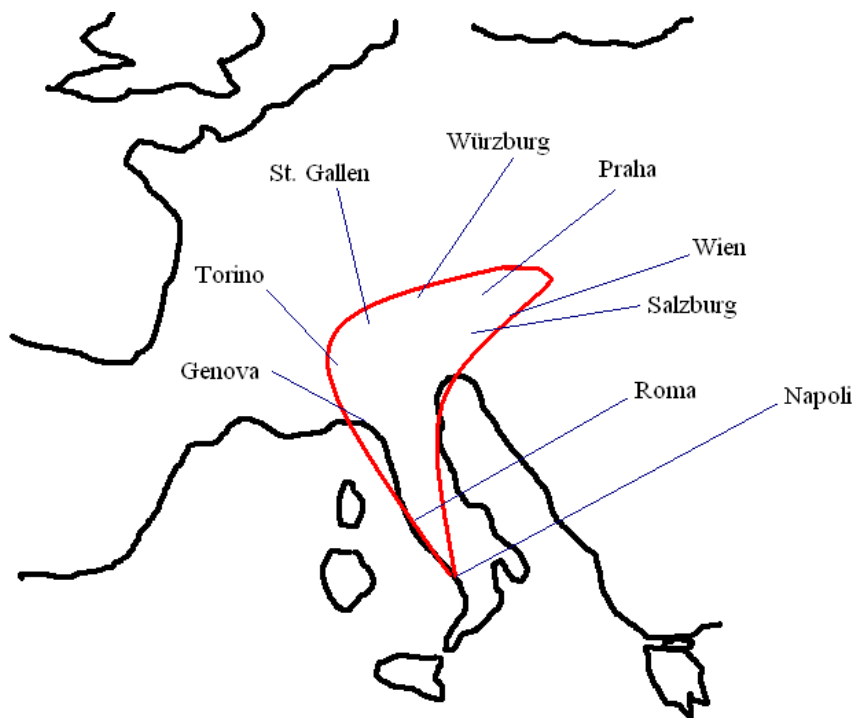 Würzburg
St. Gallen
Praha
Wien
Torino
Salzburg
Genova
Roma
Napoli